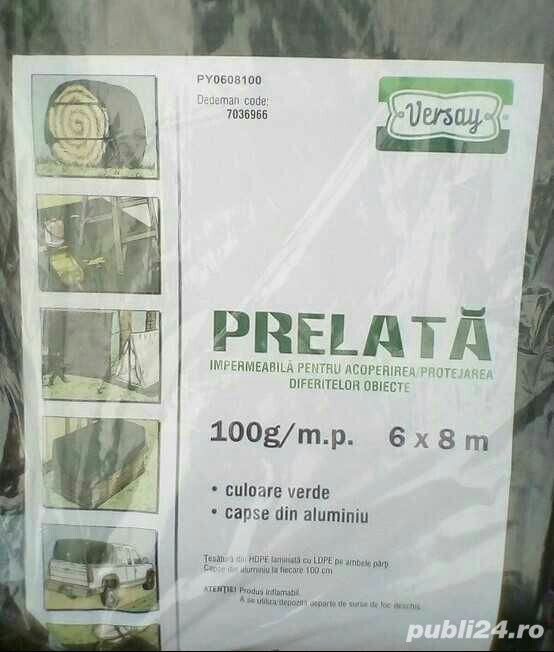 PY0608100
Dedeman code:
7036966
Versay
PRELATĂ
IMPERMEABILĂ PENTRU ACOPERIREA/PROTEJAREA
DIFERITELOR OBIECTE
100g/m.p. 6 x 8 m
• culoare verde
• capse din aluminiu
Țesătură din HDPE laminată cu LDPE pe ambele părți.
Capse din aluminiu la fiecare 100 cm
ATENȚIE! Produs inflamabil.
A se utiliza/depozita departe de surse de foc deschis.
publi24.ro